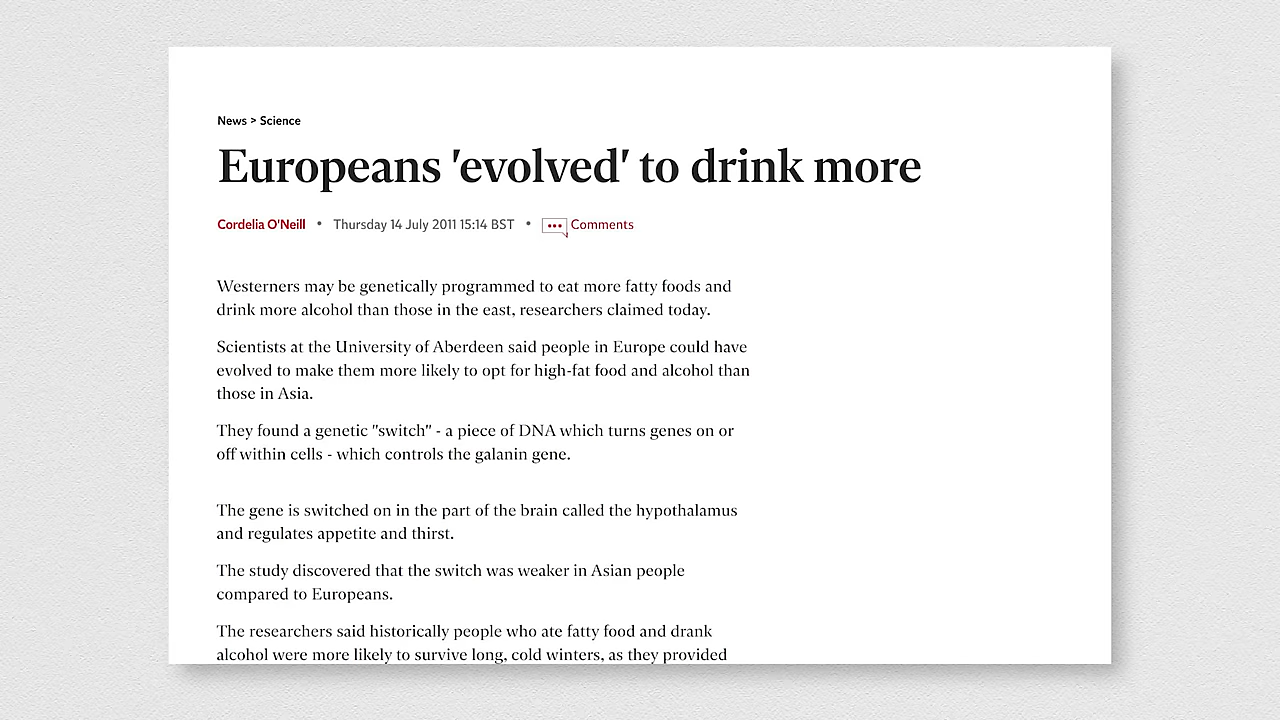 News > Science
Europeans 'evolved' to drink more
Cordelia O'Neill • Thursday 14 July 2011 15:14 BST • Comments
Westerners may be genetically programmed to eat more fatty foods and
drink more alcohol than those in the east, researchers claimed today.
Scientists at the University of Aberdeen said people in Europe could have
evolved to make them more likely to opt for high-fat food and alcohol than
those in Asia.
They found a genetic "switch" - a piece of DNA which turns genes on or
off within cells - which controls the galanin gene.
The gene is switched on in the part of the brain called the hypothalamus
and regulates appetite and thirst.
The study discovered that the switch was weaker in Asian people
compared to Europeans.
The researchers said historically people who ate fatty food and drank
alcohol were more likely to survive long, cold winters, as they provided